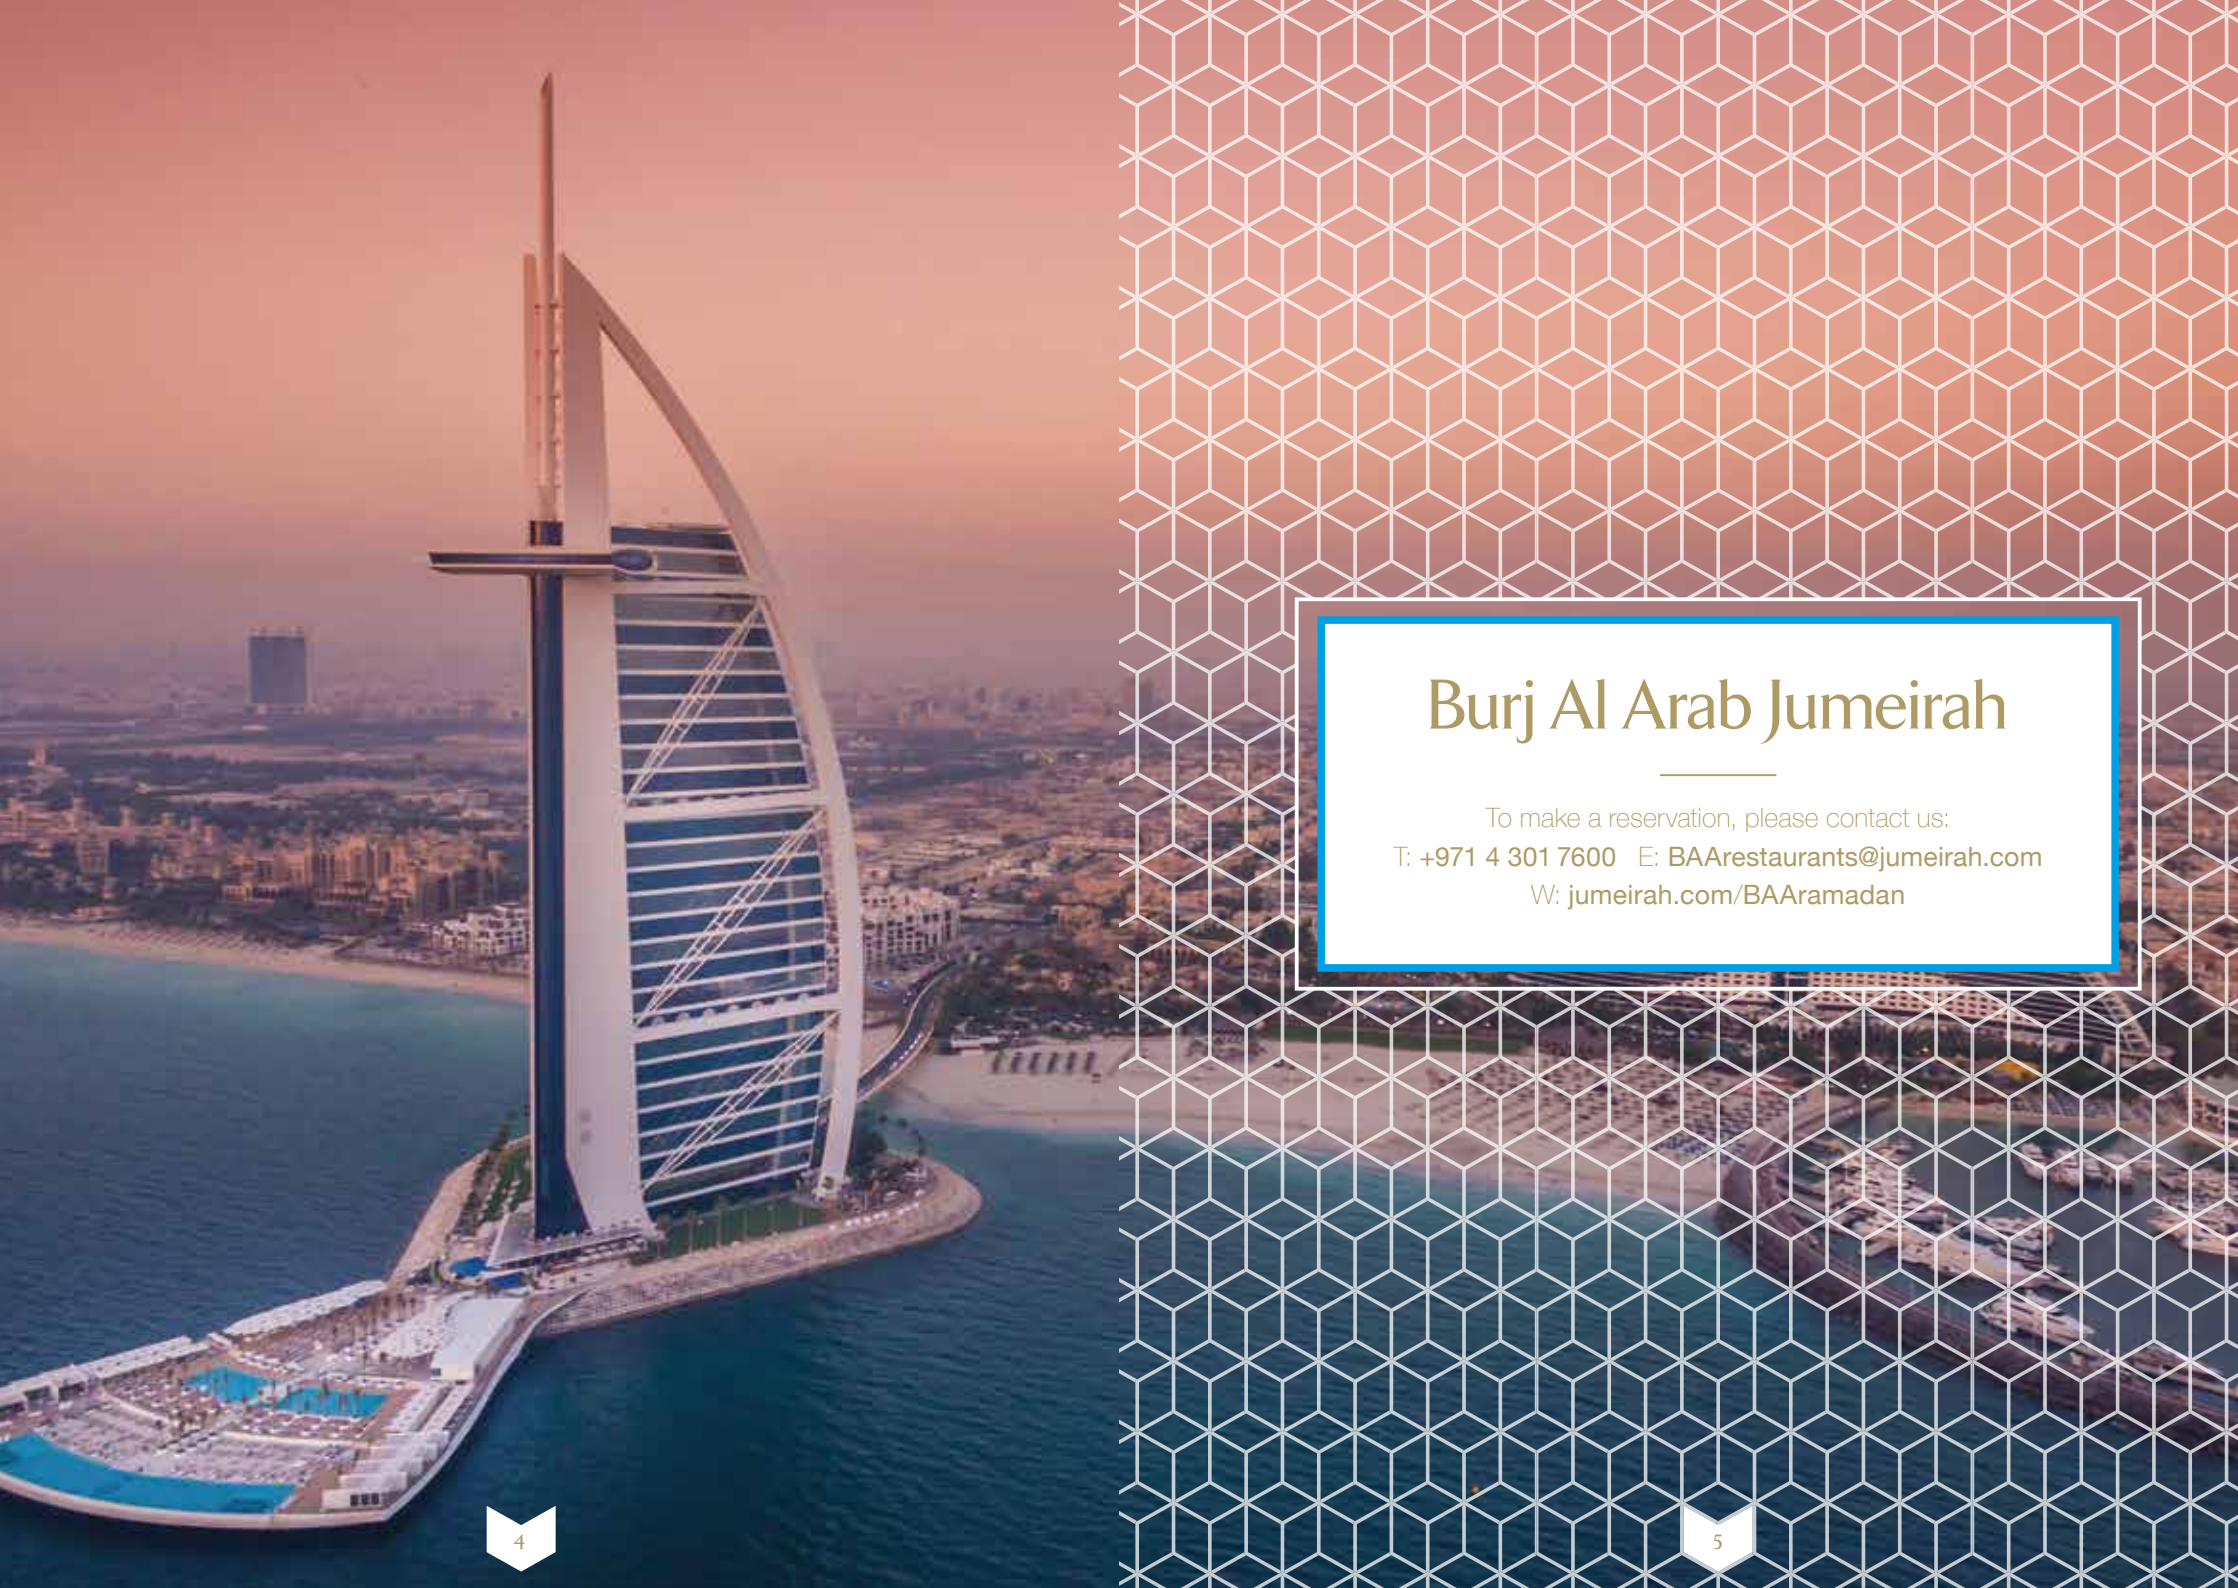 Burj Al Arab Jumeirah
To make a reservation, please contact us:
T: +971 4 301 7600 E: BAArestaurants@jumeirah.com
W: jumeirah.com/BAAramadan
4
5